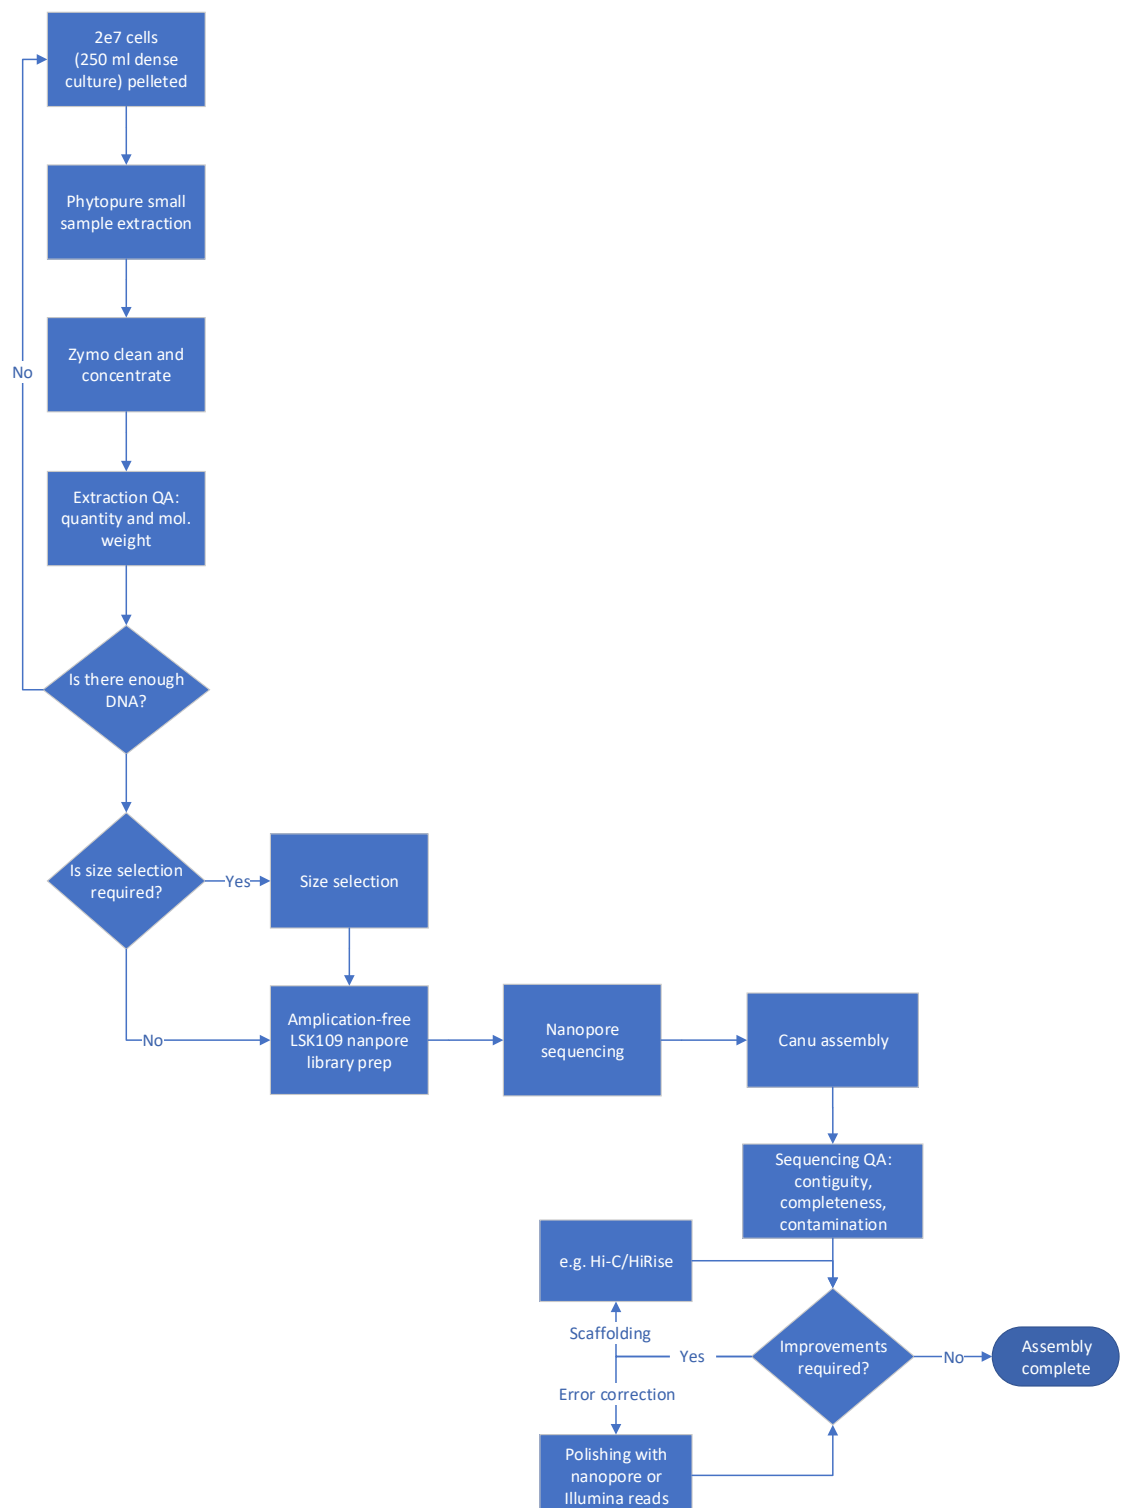 2e7 cells
(250 ml dense
culture) pelleted
Phytopure small
sample extraction
Zymo clean and
concentrate
No
Extraction QA:
quantity and mol.
weight
Is there enough
DNA?
Is size selection
required?
Yes
Size selection
No
Amplication-free
LSK109 nanpore
library prep
Nanopore
sequencing
Canu assembly
Sequencing QA:
contiguity,
completeness,
contamination
e.g. Hi-C/HiRise
Scaffolding
Yes
Improvements
required?
No
Assembly
complete
Error correction
Polishing with
nanopore or
Illumina reads